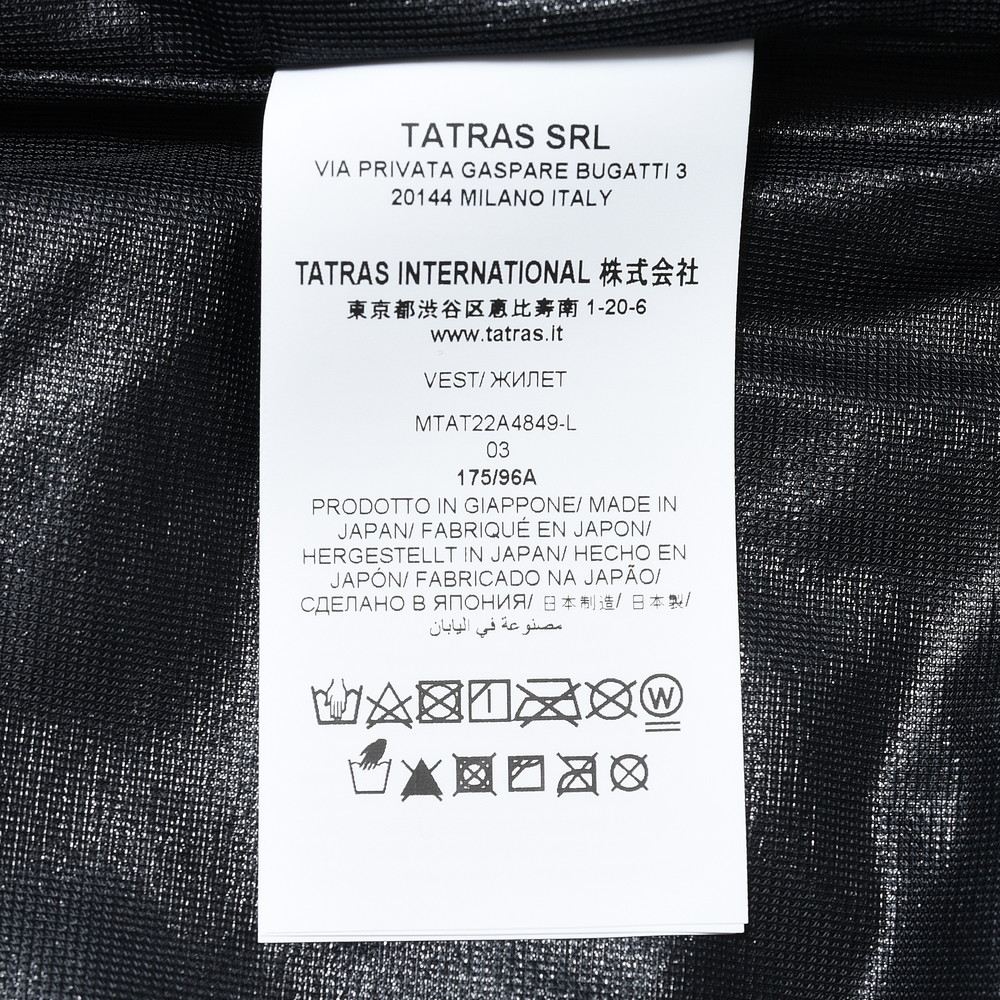 TATRAS SRL
VIA PRIVATA GASPARE BUGATTI 3
20144 MILANO ITALY
TATRAS INTERNATIONAL 株式会社
東京都渋谷区恵比寿南 1-20-6
www.tatras.it
VEST/ ЖИЛЕТ
MTAT22A4849-L
03
175/96A
PRODOTTO IN GIAPPONE/ MADE IN
JAPAN/ FABRIQUÉ EN JAPON/
HERGESTELLT IN JAPAN/ HECHO EN
JAPÓN/ FABRICADO NA JAPÃO/
СДЕЛАНО В ЯПОНИЯ/ 日本制造/ 日本製/
مصنوعة في اليابان
W